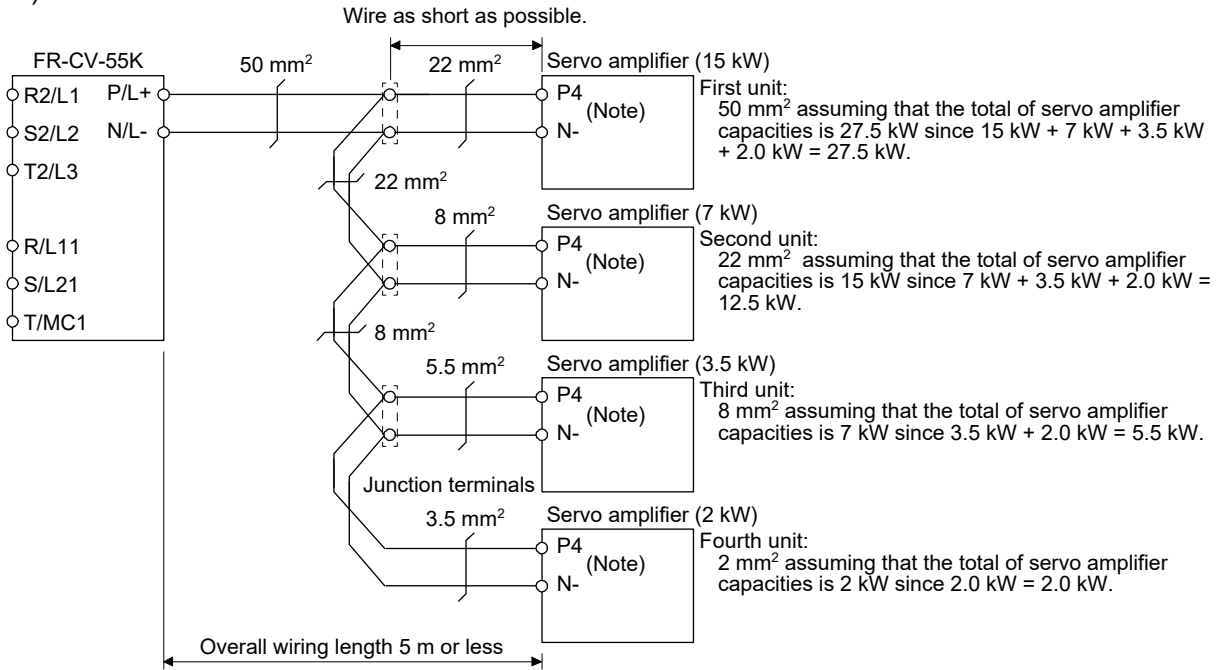 )
Wire as short as possible.
FR-CV-55K
R2/L1
P/L+
S2/L2
N/L-
T2/L3
R/L11
S/L21
T/MC1
50 mm²
22 mm²
Servo amplifier (15 kW)
P4
(Note)
N-
First unit:
50 mm² assuming that the total of servo amplifier
capacities is 27.5 kW since 15 kW + 7 kW + 3.5 kW
+ 2.0 kW = 27.5 kW.
22 mm²
8 mm²
Servo amplifier (7 kW)
P4
(Note)
N-
Second unit:
22 mm² assuming that the total of servo amplifier
capacities is 15 kW since 7 kW + 3.5 kW + 2.0 kW =
12.5 kW.
8 mm²
5.5 mm²
Servo amplifier (3.5 kW)
P4
(Note)
N-
Third unit:
8 mm² assuming that the total of servo amplifier
capacities is 7 kW since 3.5 kW + 2.0 kW = 5.5 kW.
Junction terminals
3.5 mm²
Servo amplifier (2 kW)
P4
(Note)
N-
Fourth unit:
2 mm² assuming that the total of servo amplifier
capacities is 2 kW since 2.0 kW = 2.0 kW.
Overall wiring length 5 m or less